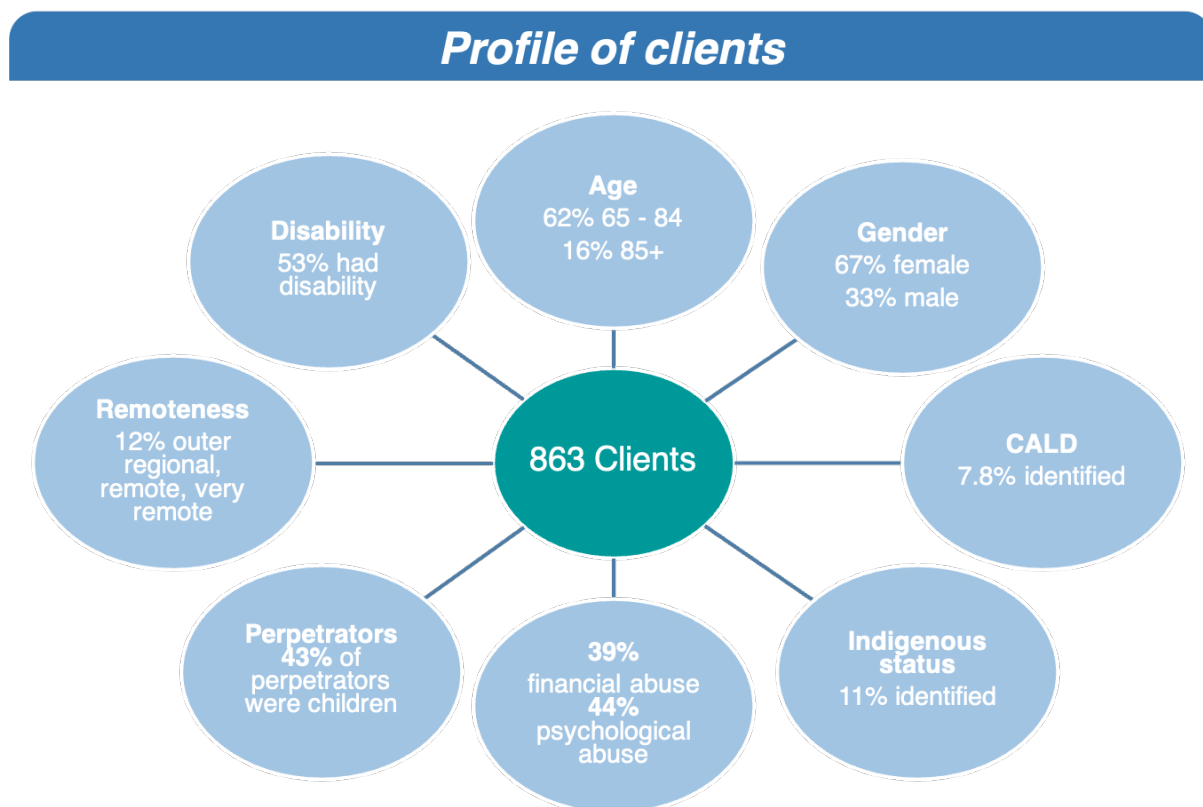 Profile of clients
Age
62% 65 - 84
16% 85+
Gender
67% female
33% male
CALD
7.8% identified
Indigenous
status
11% identified
39%
financial abuse
44%
psychological
abuse
Perpetrators
43% of
perpetrators
were children
Remoteness
12% outer
regional,
remote, very
remote
Disability
53% had
disability
863 Clients